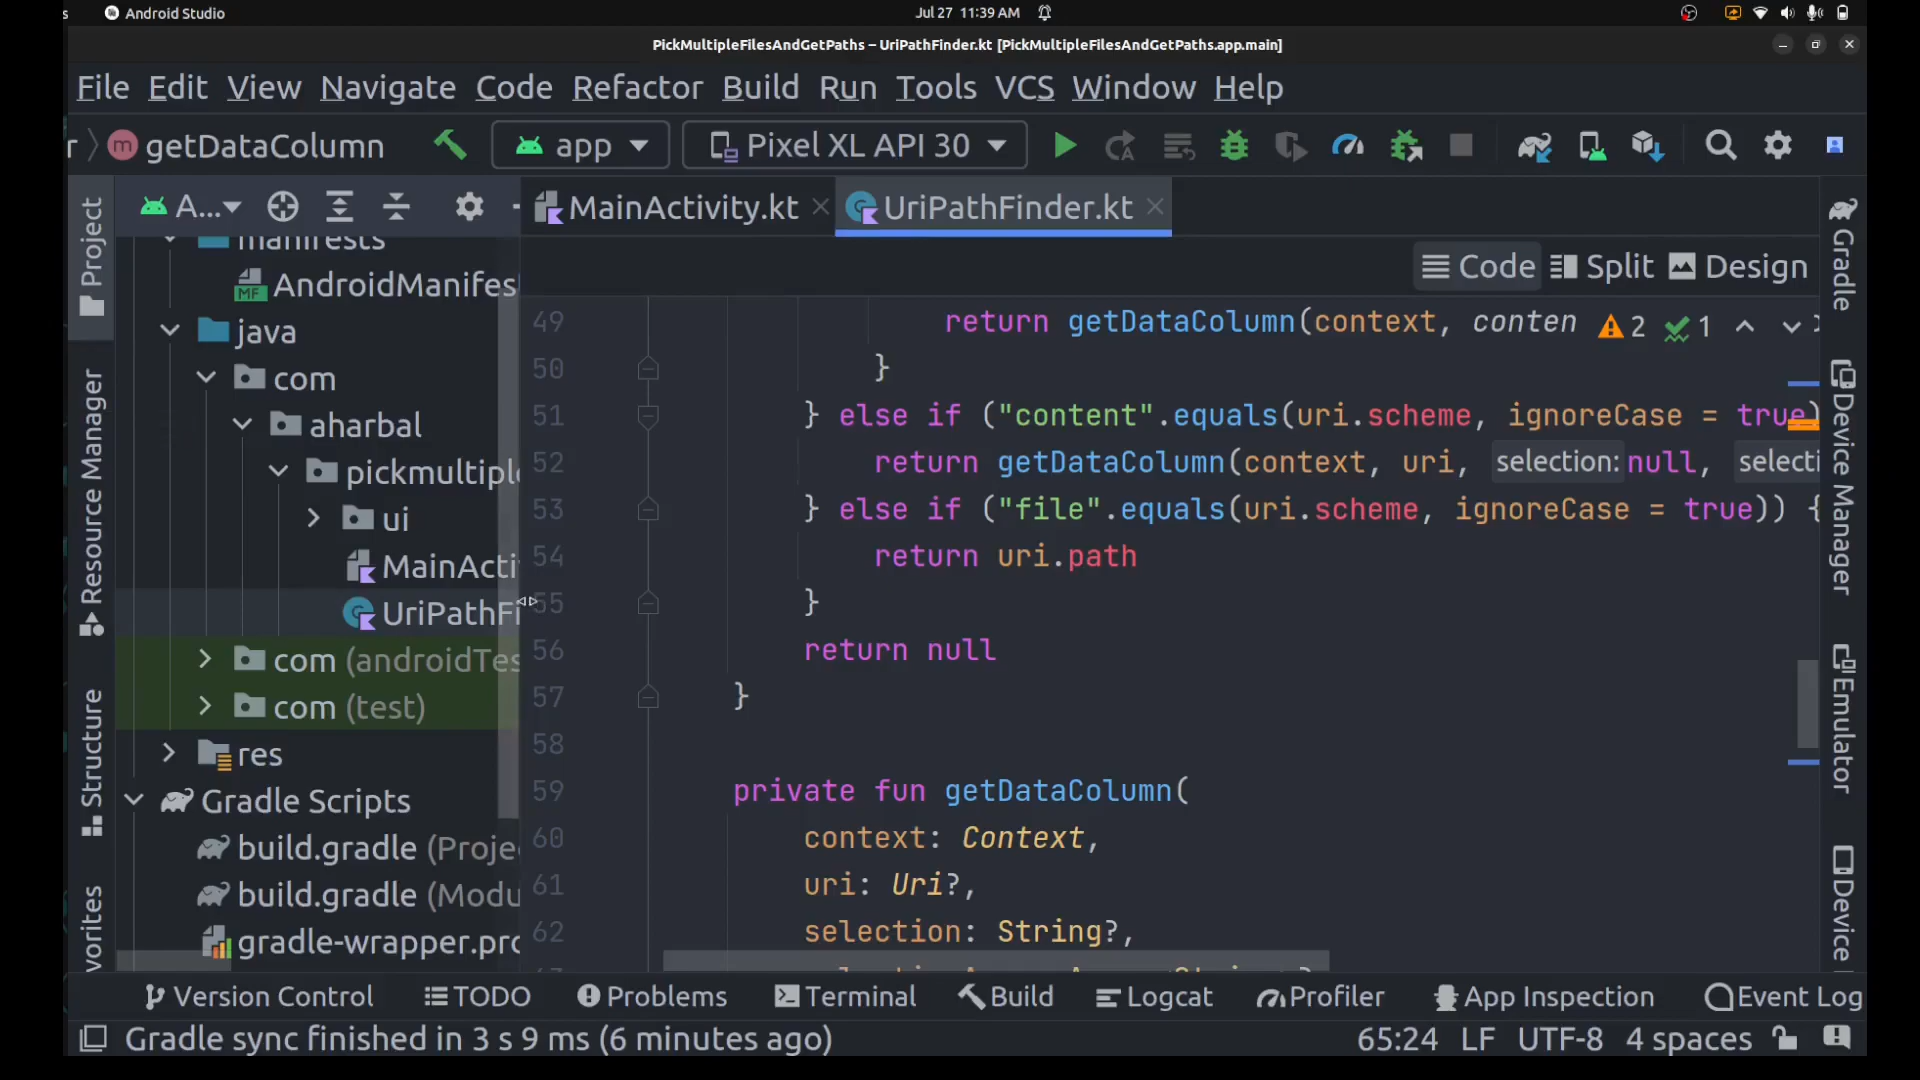 Android Studio
Jul 27 11:39 AM
PickMultipleFilesAndGetPaths – UriPathFinder.kt [PickMultipleFilesAndGetPaths.app.main]
File Edit View Navigate Code Refactor Build Run Tools VCS Window Help
getDataColumn app Pixel XL API 30
A... MainActivity.kt UriPathFinder.kt
Code Split Design
Project
Resource Manager
Structure
vorites
manifests
AndroidManifes
java
com
aharbal
pickmultipl
ui
MainActi
UriPathFi
com (androidTes
com (test)
res
Gradle Scripts
build.gradle (Projec
build.gradle (Modu
gradle-wrapper.pro
49 return getDataColumn(context, conten 2 1
50 }
51 } else if ("content".equals(uri.scheme, ignoreCase = true)
52 return getDataColumn(context, uri, selection: null, selecti
53 } else if ("file".equals(uri.scheme, ignoreCase = true)) {
54 return uri.path
55 }
56 return null
57 }
58
59 private fun getDataColumn(
60 context: Context,
61 uri: Uri?,
62 selection: String?,
Gradle
Device Manager
Emulator
Device
Version Control TODO Problems Terminal Build Logcat Profiler App Inspection Event Log
Gradle sync finished in 3 s 9 ms (6 minutes ago) 65:24 LF UTF-8 4 spaces